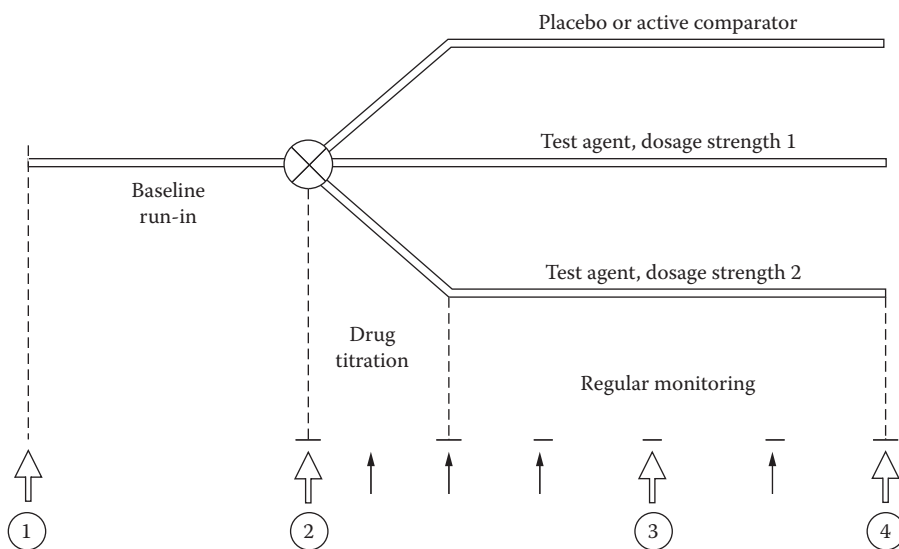 Placebo or active comparator
Test agent, dosage strength 1
Baseline
run-in
Test agent, dosage strength 2
Drug
titration
Regular monitoring
1
2
3
4